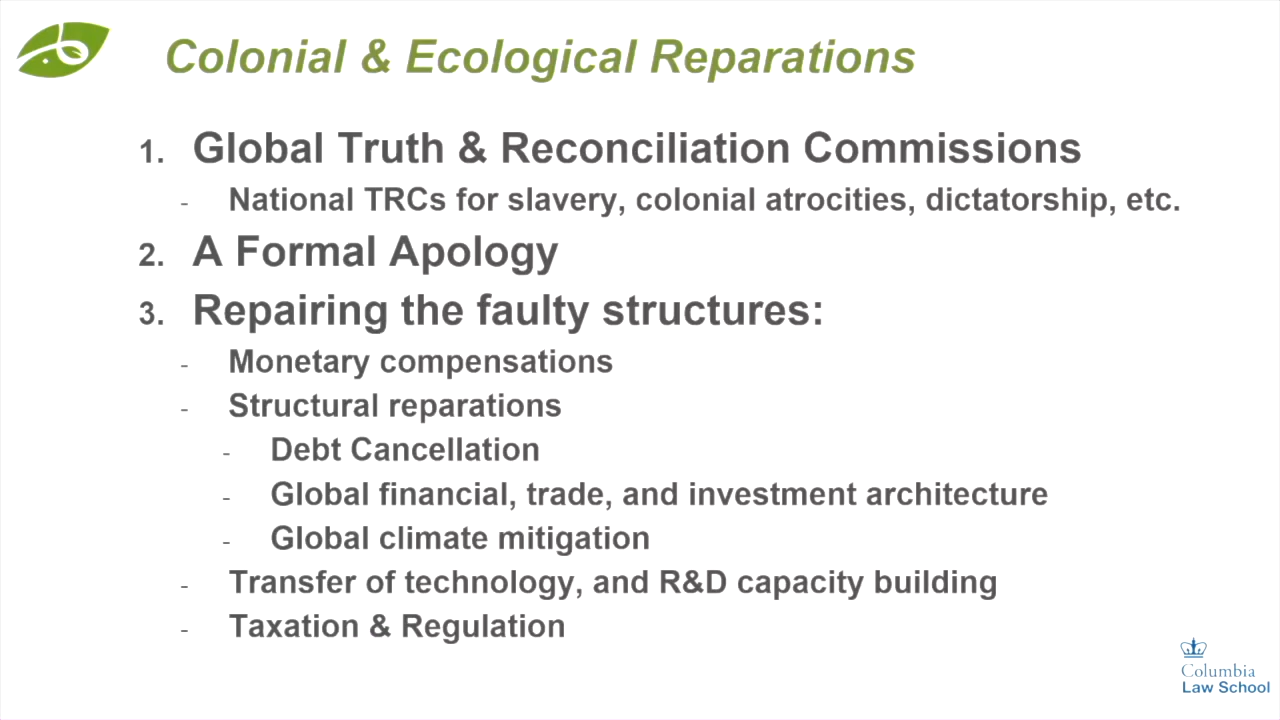 Colonial & Ecological Reparations
1. Global Truth & Reconciliation Commissions
- National TRCs for slavery, colonial atrocities, dictatorship, etc.
2. A Formal Apology
3. Repairing the faulty structures:
- Monetary compensations
- Structural reparations
- Debt Cancellation
- Global financial, trade, and investment architecture
- Global climate mitigation
- Transfer of technology, and R&D capacity building
- Taxation & Regulation
Columbia
Law School